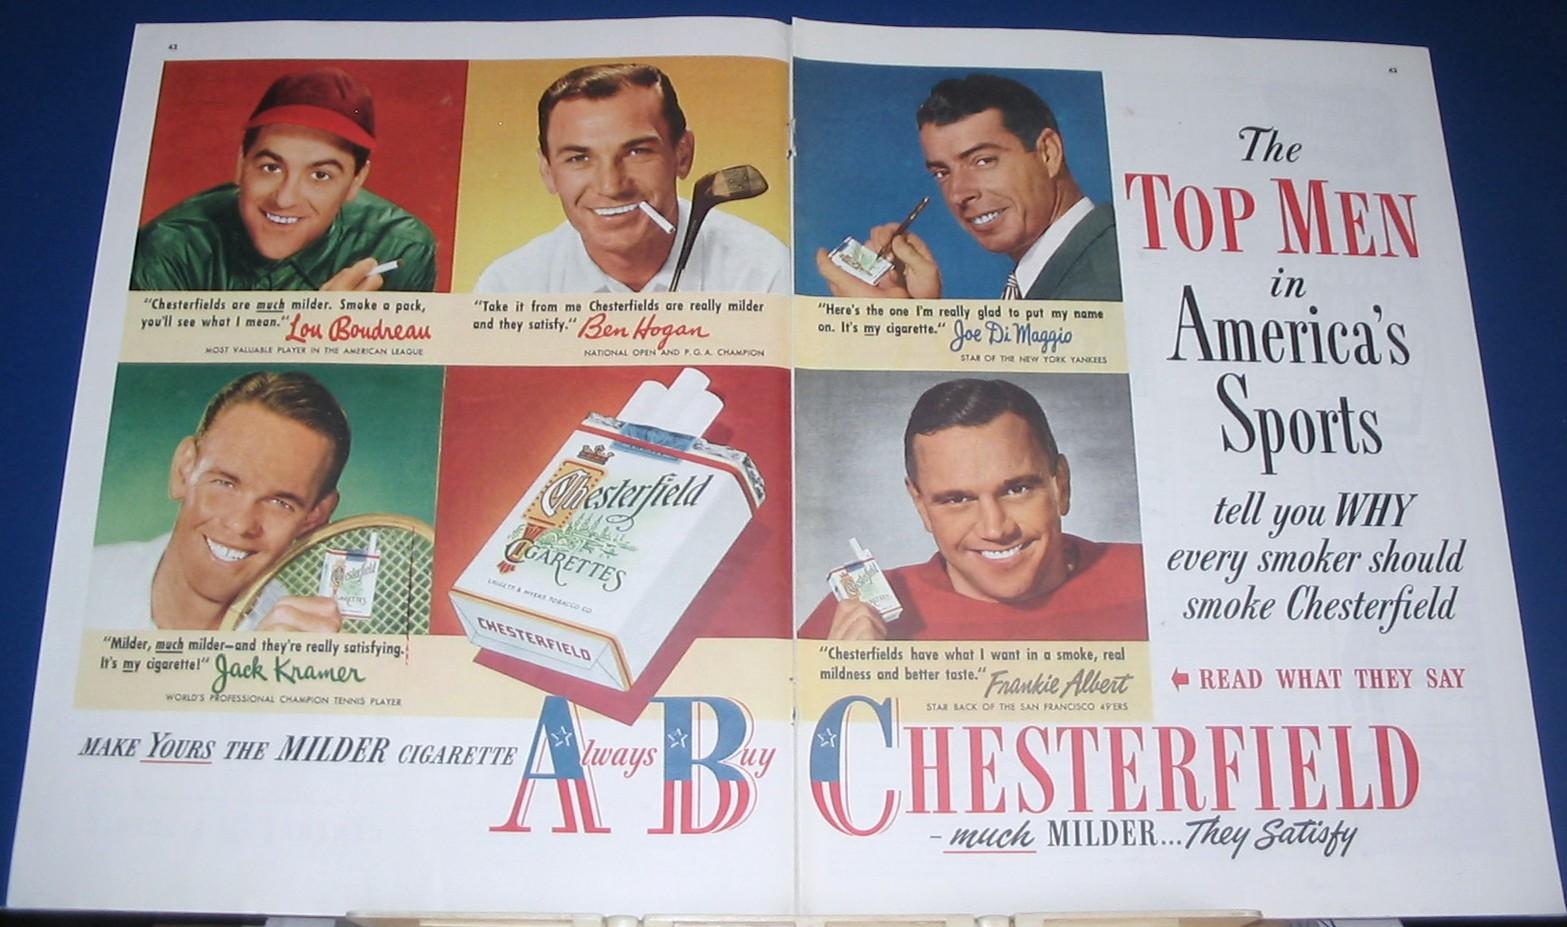 42
43
"Chesterfields are much milder. Smoke a pack,
you'll see what I mean." Lou Boudreau
MOST VALUABLE PLAYER IN THE AMERICAN LEAGUE
"Take it from me Chesterfields are really milder
and they satisfy." Ben Hogan
NATIONAL OPEN AND P.G.A. CHAMPION
"Here's the one I'm really glad to put my name
on. It's my cigarette." Joe Di Maggio
STAR OF THE NEW YORK YANKEES
The
TOP MEN
in
America's
Sports
tell you WHY
every smoker should
smoke Chesterfield
READ WHAT THEY SAY
Chesterfield
CIGARETTES
Chesterfield
CIGARETTES
LIGGETT & MYERS TOBACCO CO.
CHESTERFIELD
"Milder, much milder—and they're really satisfying.
It's my cigarette!" Jack Kramer
WORLD'S PROFESSIONAL CHAMPION TENNIS PLAYER
"Chesterfields have what I want in a smoke, real
mildness and better taste." Frankie Albert
STAR BACK OF THE SAN FRANCISCO 49'ERS
MAKE YOURS THE MILDER CIGARETTE Always Buy CHESTERFIELD
– much MILDER...They Satisfy